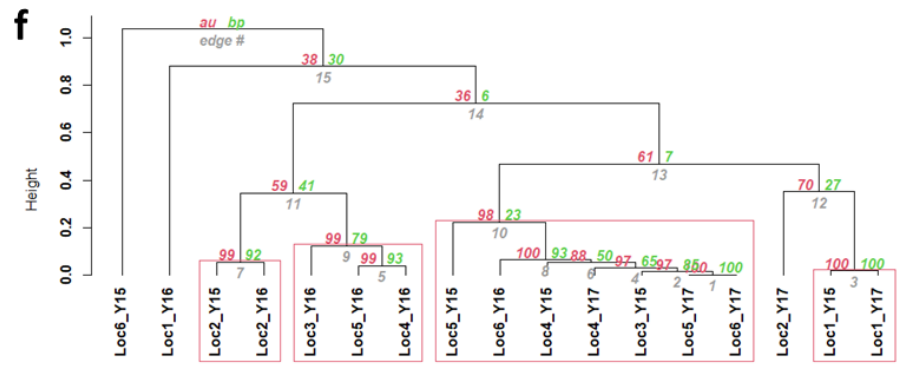 f
au bp
edge #
1.0
38 30
15
0.8
36 6
14
0.6
61 7
13
Height
0.4
59 41
11
70 27
12
0.2
98 23
10
99 79
9
99 92
7
99 93
5
100 93
8
88 50
6
97 65
4
97 85
2
100 100
1
100 100
3
0.0
Loc6_Y15
Loc1_Y16
Loc2_Y15
Loc2_Y16
Loc3_Y16
Loc5_Y16
Loc4_Y16
Loc5_Y15
Loc6_Y16
Loc4_Y15
Loc4_Y17
Loc3_Y15
Loc5_Y17
Loc6_Y17
Loc2_Y17
Loc1_Y15
Loc1_Y17